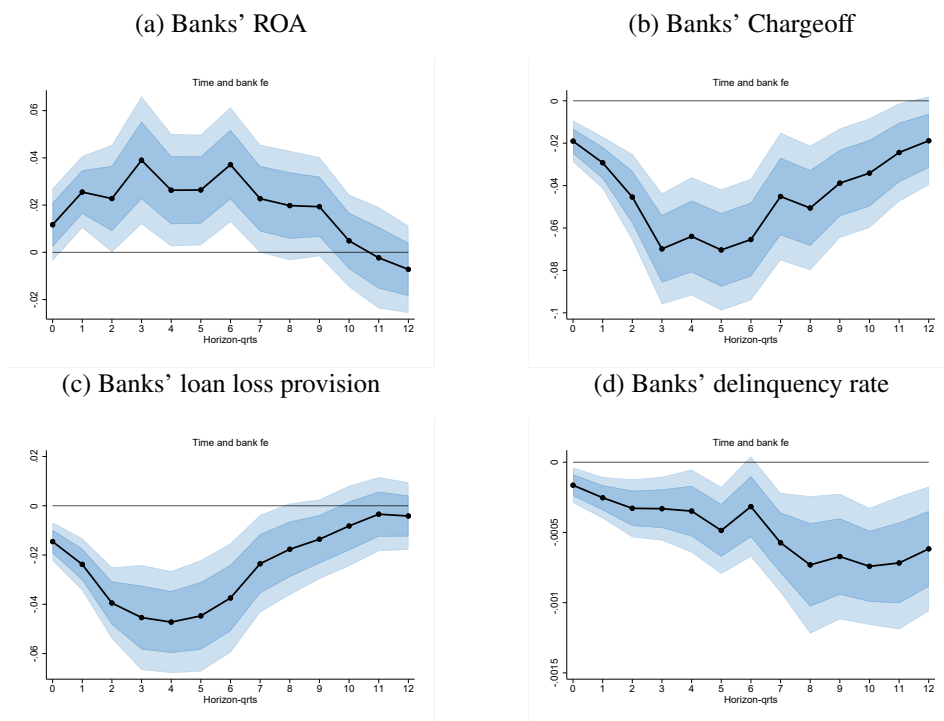 (a) Banks' ROA
Time and bank fe
.06
.04
.02
0
-.02
0 1 2 3 4 5 6 7 8 9 10 11 12
Horizon-qrts
(b) Banks' Chargeoff
Time and bank fe
0
-.02
-.04
-.06
-.08
-.1
0 1 2 3 4 5 6 7 8 9 10 11 12
Horizon-qrts
(c) Banks' loan loss provision
Time and bank fe
.02
0
-.02
-.04
-.06
0 1 2 3 4 5 6 7 8 9 10 11 12
Horizon-qrts
(d) Banks' delinquency rate
Time and bank fe
0
-.0005
-.001
-.0015
0 1 2 3 4 5 6 7 8 9 10 11 12
Horizon-qrts